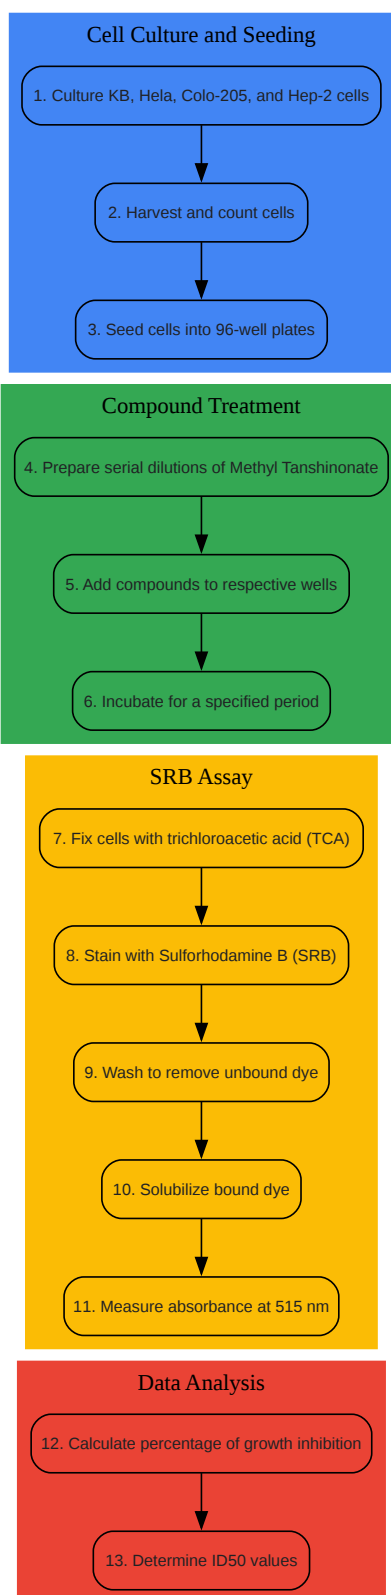 Cell Culture and Seeding
1. Culture KB, Hela, Colo-205, and Hep-2 cells
2. Harvest and count cells
3. Seed cells into 96-well plates
Compound Treatment
4. Prepare serial dilutions of Methyl Tanshinonate
5. Add compounds to respective wells
6. Incubate for a specified period
SRB Assay
7. Fix cells with trichloroacetic acid (TCA)
8. Stain with Sulforhodamine B (SRB)
9. Wash to remove unbound dye
10. Solubilize bound dye
11. Measure absorbance at 515 nm
Data Analysis
12. Calculate percentage of growth inhibition
13. Determine ID50 values